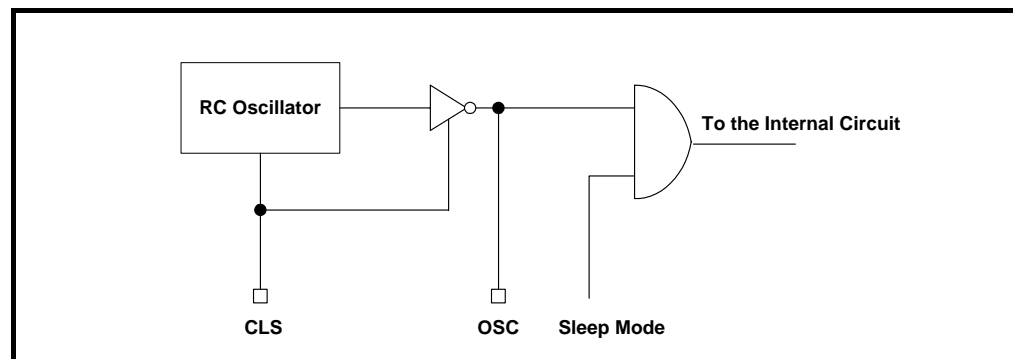 RC Oscillator
To the Internal Circuit
CLS
OSC
Sleep Mode